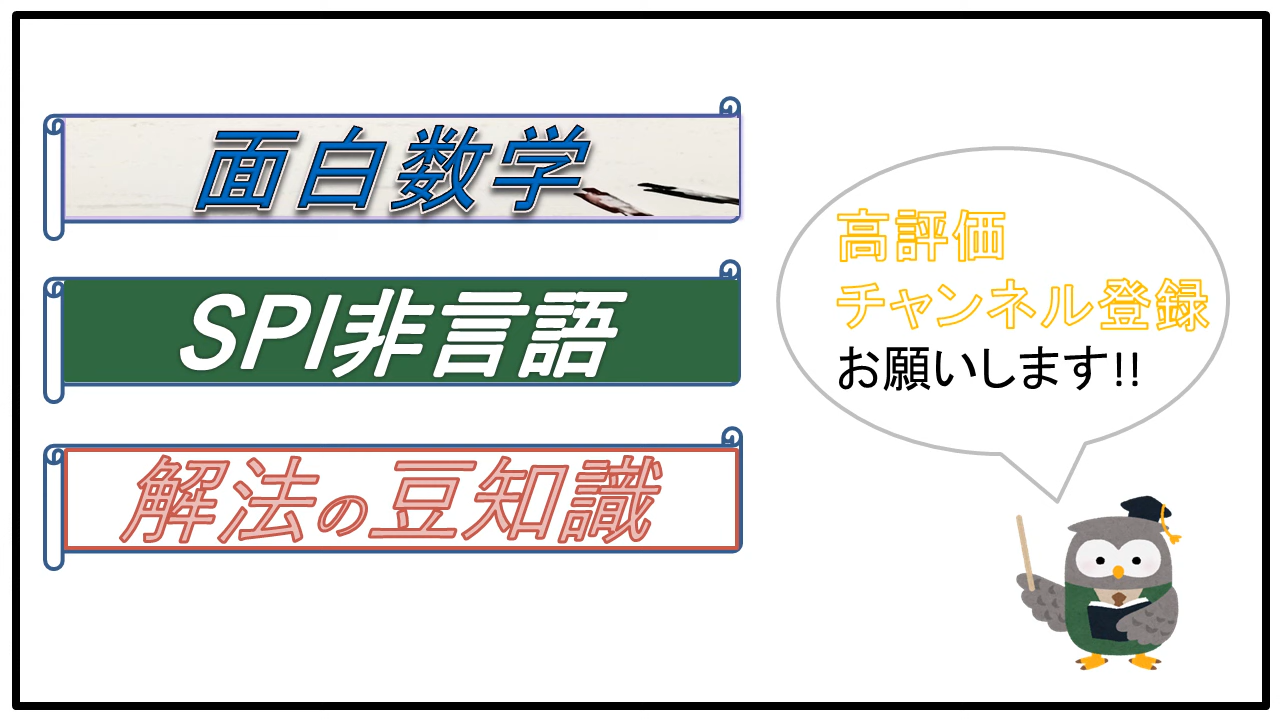 面白数学
SPI非言語
解法の豆知識
高評価
チャンネル登録
お願いします!!